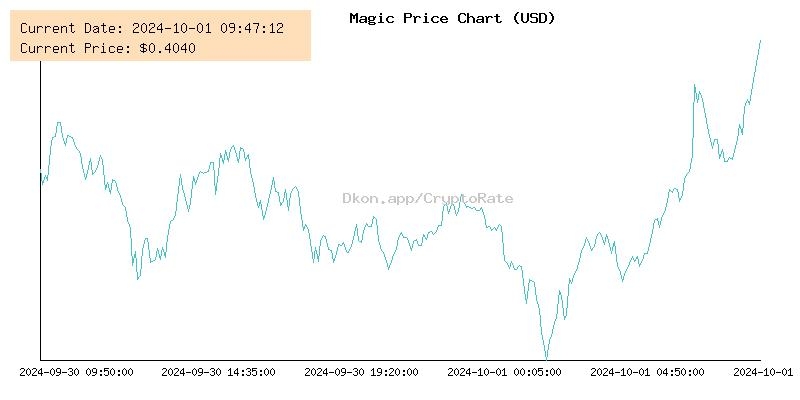 Magic Price Chart (USD)
Current Date: 2024-10-01 09:47:12
Current Price: $0.4040
Dkon.app/CryptoRate
2024-09-30 09:50:00 2024-09-30 14:35:00 2024-09-30 19:20:00 2024-10-01 00:05:00 2024-10-01 04:50:00 2024-10-01